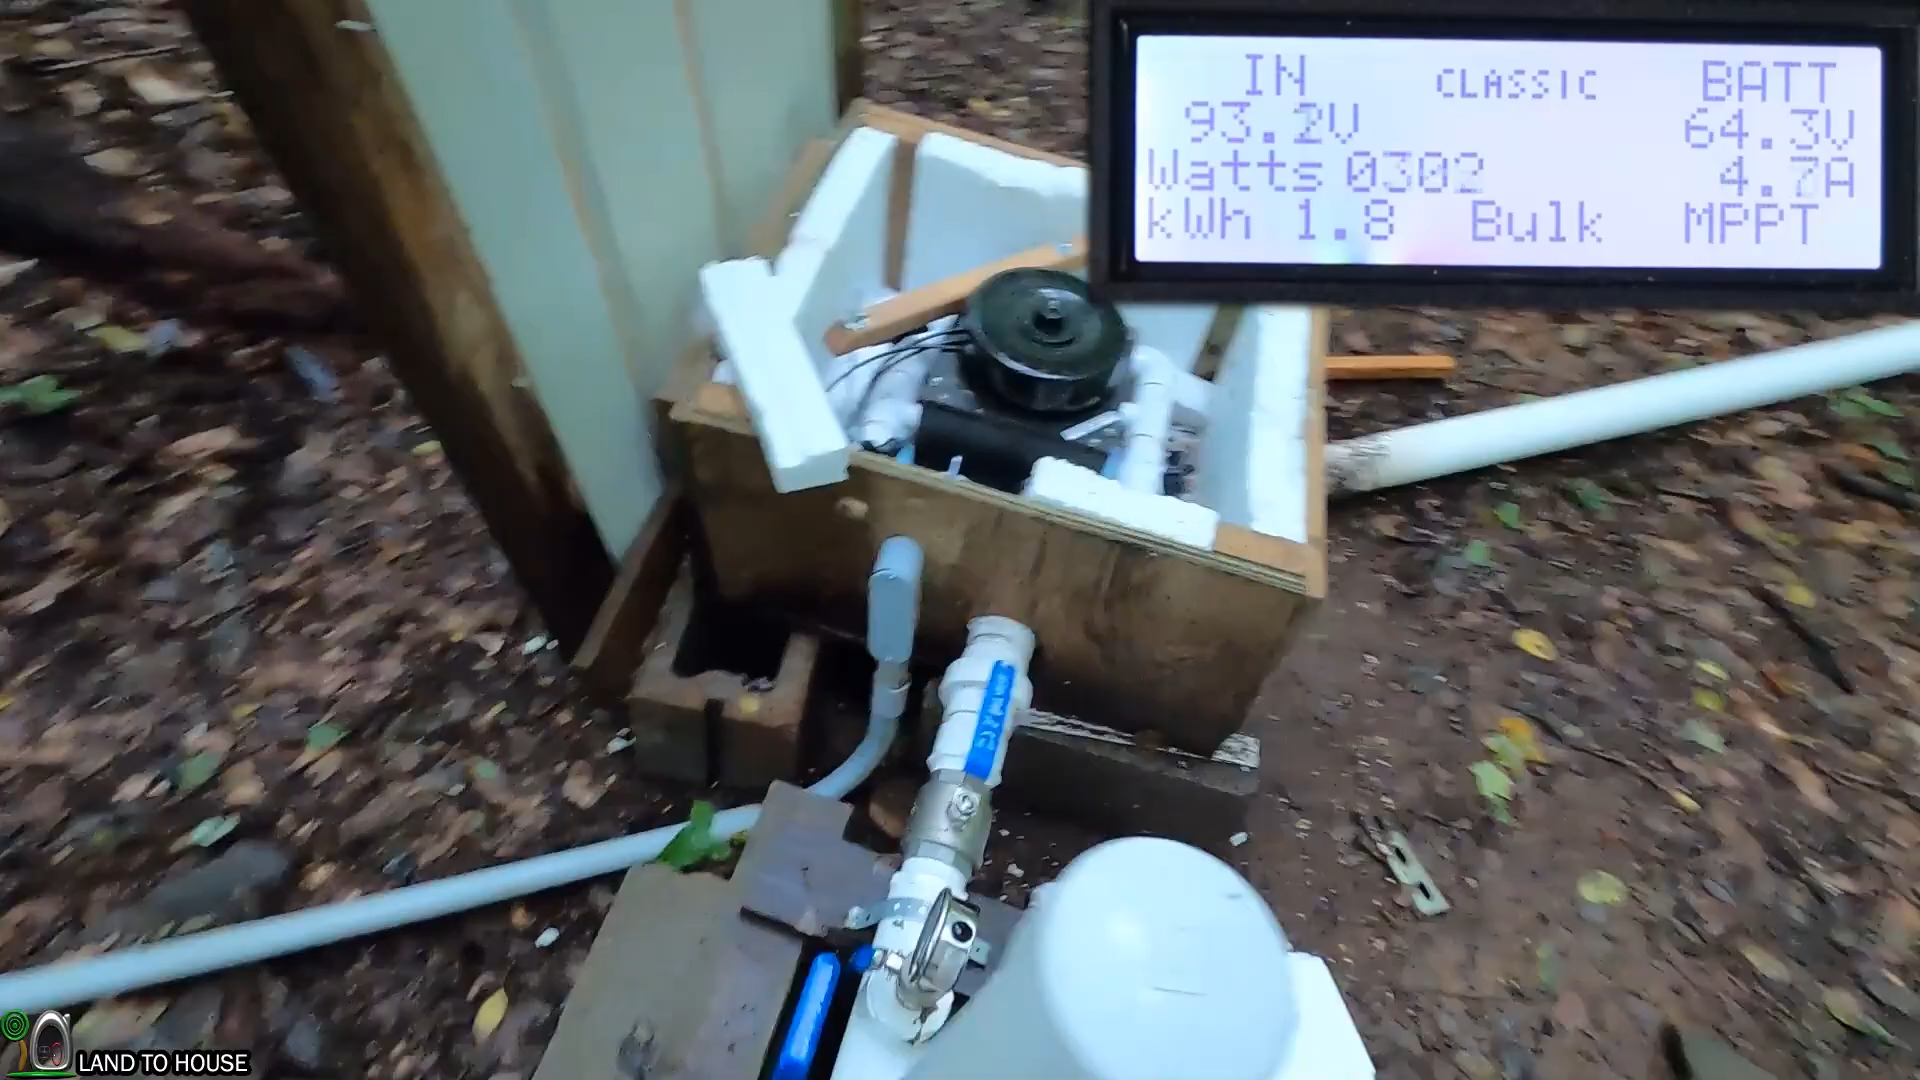 IN CLASSIC BATT
93.2V 64.3V
Watts 0302 4.7A
kWh 1.8 Bulk MPPT
LAND TO HOUSE